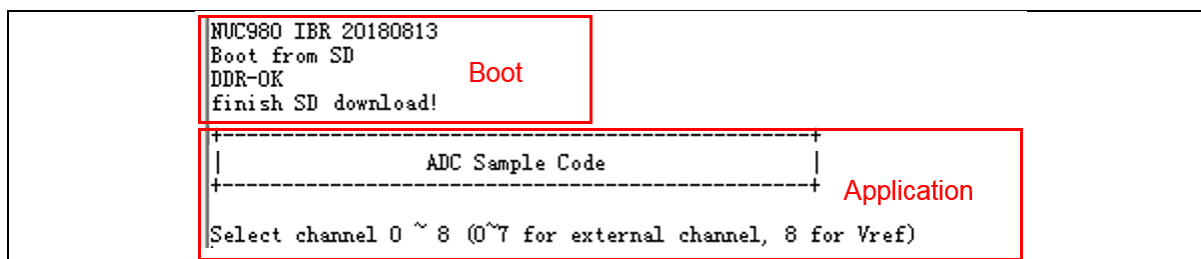 NUC980 IBR 20180813
Boot from SD
DDR-OK
finish SD download!
Boot
+-------------------------------------------------+
|                 ADC Sample Code                 |
+-------------------------------------------------+
Application
Select channel 0 ~ 8 (0~7 for external channel, 8 for Vref)